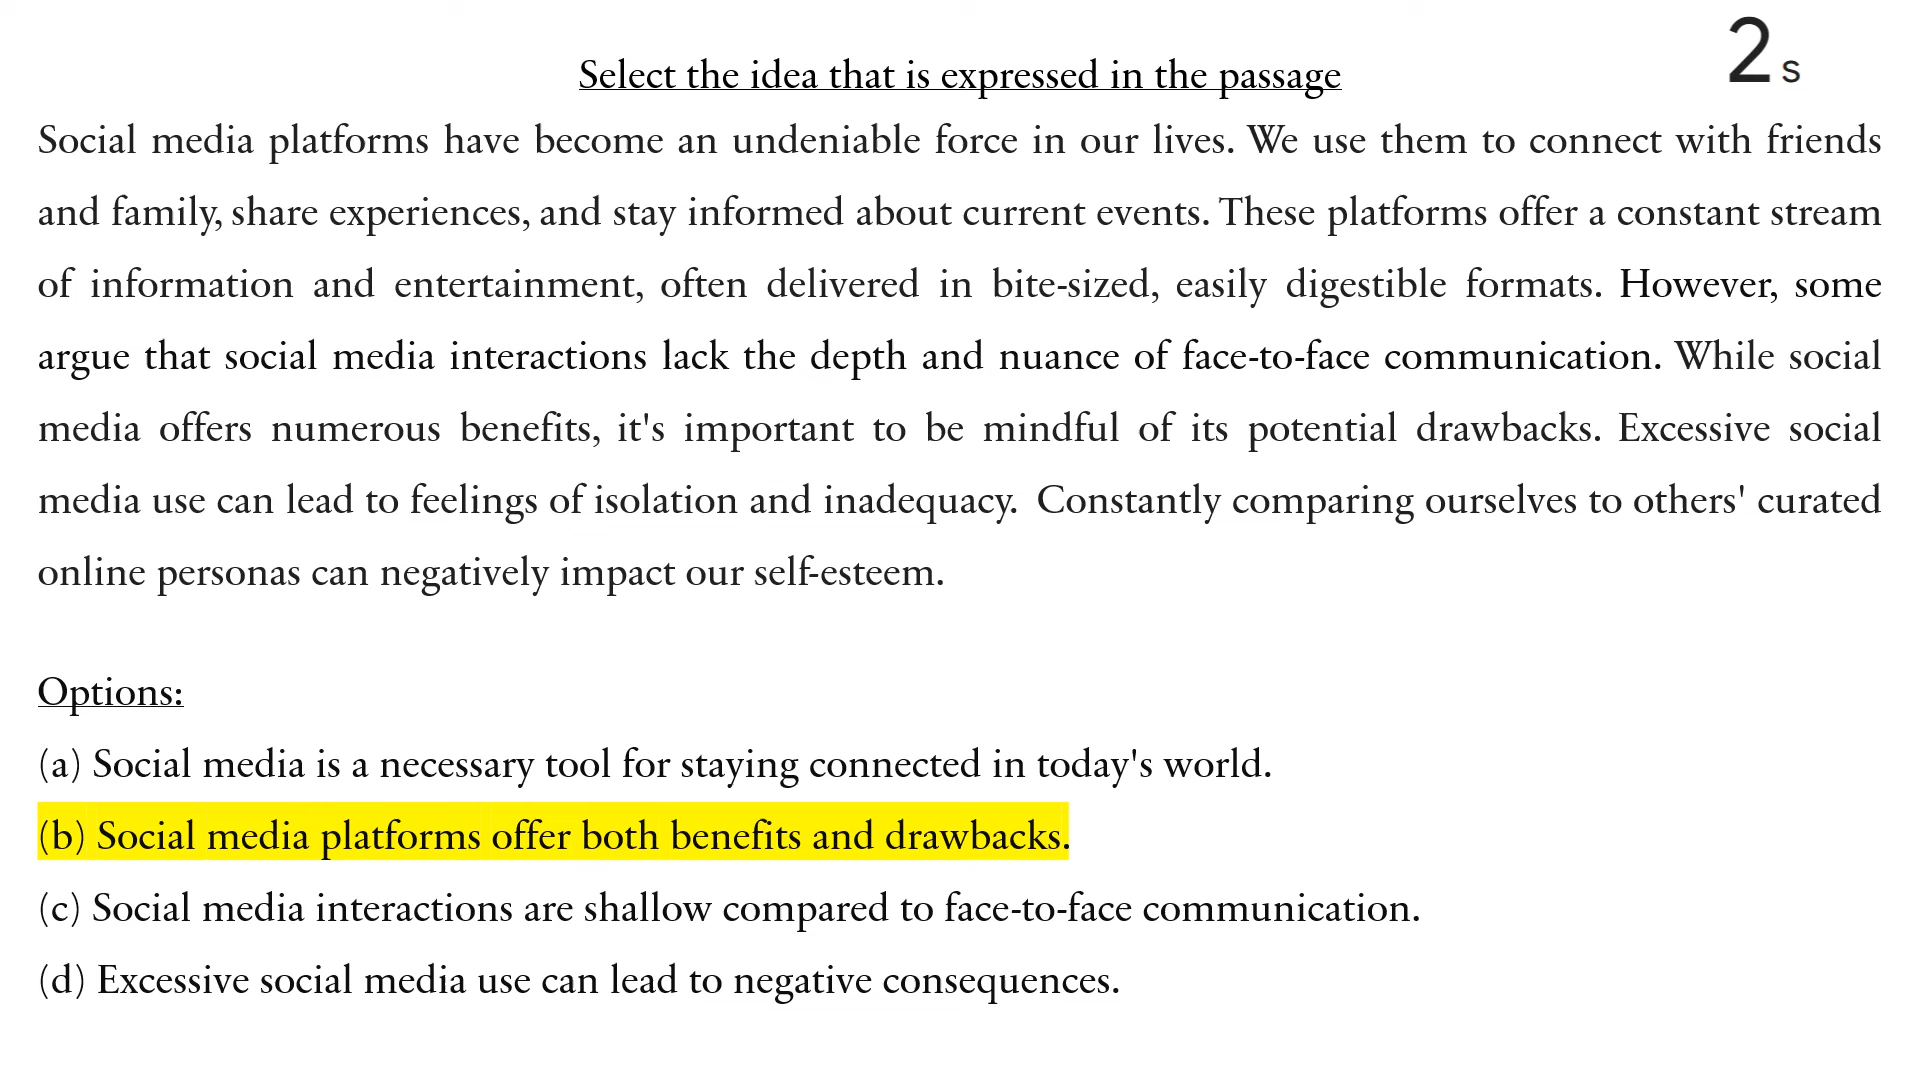 2 s
Select the idea that is expressed in the passage
Social media platforms have become an undeniable force in our lives. We use them to connect with friends
and family, share experiences, and stay informed about current events. These platforms offer a constant stream
of information and entertainment, often delivered in bite-sized, easily digestible formats. However, some
argue that social media interactions lack the depth and nuance of face-to-face communication. While social
media offers numerous benefits, it's important to be mindful of its potential drawbacks. Excessive social
media use can lead to feelings of isolation and inadequacy. Constantly comparing ourselves to others' curated
online personas can negatively impact our self-esteem.
Options:
(a) Social media is a necessary tool for staying connected in today's world.
(b) Social media platforms offer both benefits and drawbacks.
(c) Social media interactions are shallow compared to face-to-face communication.
(d) Excessive social media use can lead to negative consequences.